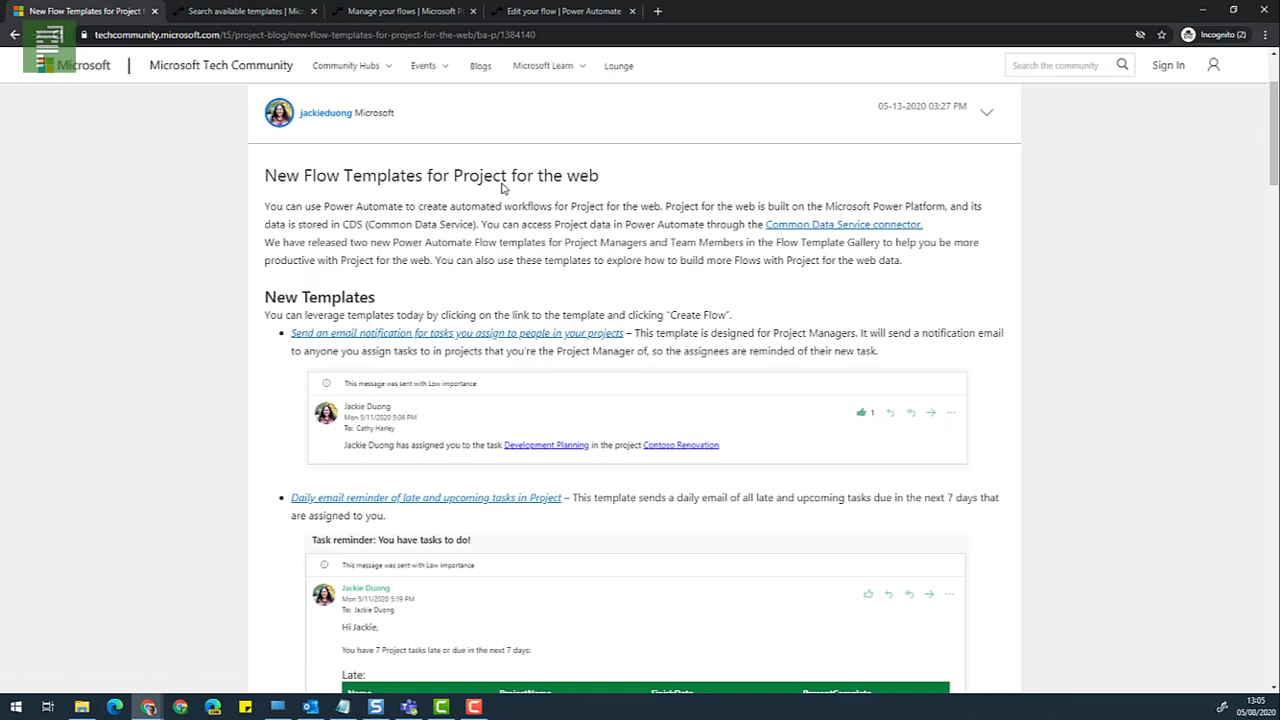 New Flow Templates for Project f
Search available templates | Mic
Manage your flows | Microsoft P
Edit your flow | Power Automate
techcommunity.microsoft.com/t5/project-blog/new-flow-templates-for-project-for-the-web/ba-p/1384140
Incognito (2)
Microsoft
Microsoft Tech Community
Community Hubs
Events
Blogs
Microsoft Learn
Lounge
Search the community
Sign In
jackieduong Microsoft
05-13-2020 03:27 PM
New Flow Templates for Project for the web
You can use Power Automate to create automated workflows for Project for the web. Project for the web is built on the Microsoft Power Platform, and its
data is stored in CDS (Common Data Service). You can access Project data in Power Automate through the Common Data Service connector.
We have released two new Power Automate Flow templates for Project Managers and Team Members in the Flow Template Gallery to help you be more
productive with Project for the web. You can also use these templates to explore how to build more Flows with Project for the web data.
New Templates
You can leverage templates today by clicking on the link to the template and clicking "Create Flow".
• Send an email notification for tasks you assign to people in your projects – This template is designed for Project Managers. It will send a notification email
to anyone you assign tasks to in projects that you're the Project Manager of, so the assignees are reminded of their new task.
This message was sent with Low importance
Jackie Duong
Mon 5/11/2020 5:06 PM
To: Cathy Harley
1
Jackie Duong has assigned you to the task Development Planning in the project Contoso Renovation
• Daily email reminder of late and upcoming tasks in Project – This template sends a daily email of all late and upcoming tasks due in the next 7 days that
are assigned to you.
Task reminder: You have tasks to do!
This message was sent with Low importance
Jackie Duong
Mon 5/11/2020 5:19 PM
To: Jackie Duong
Hi Jackie,
You have 7 Project tasks late or due in the next 7 days:
Late:
Name ProjectName FinishDate PercentComplete
13:05
05/08/2020